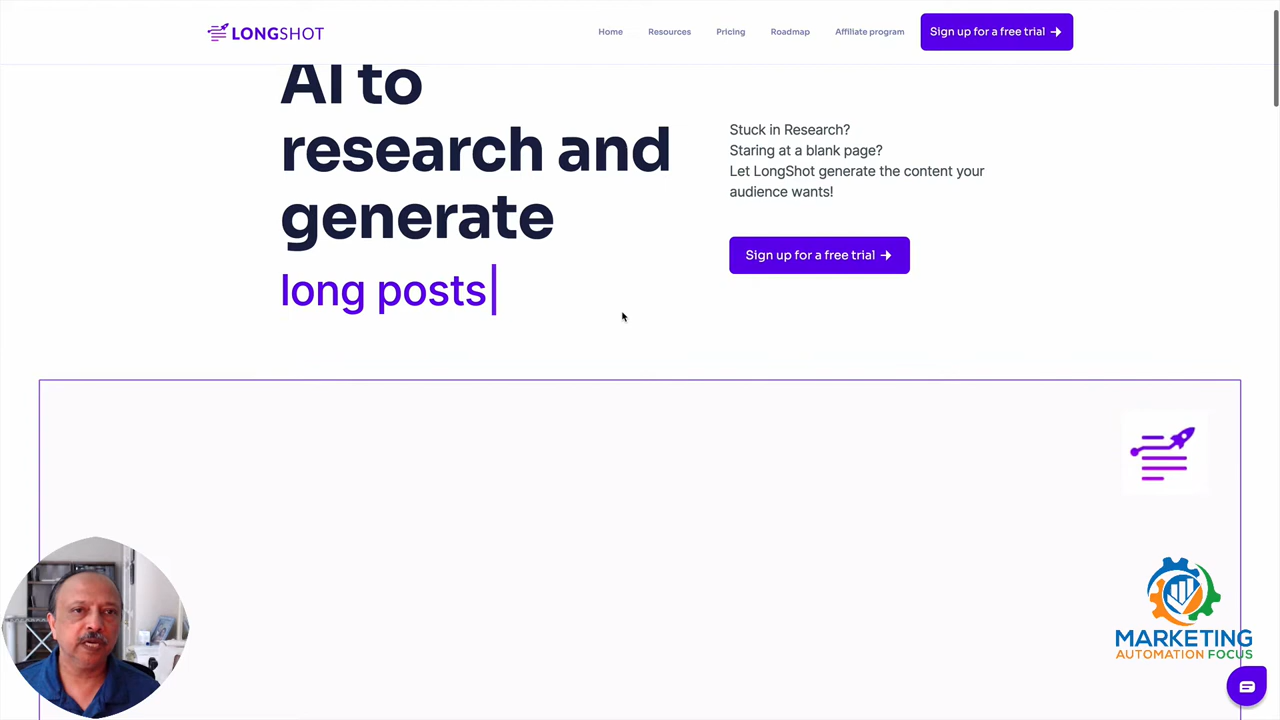 LONGSHOT
Home
Resources
Pricing
Roadmap
Affiliate program
Sign up for a free trial
AI to
research and
generate
long posts
Stuck in Research?
Staring at a blank page?
Let LongShot generate the content your
audience wants!
Sign up for a free trial
MARKETING
AUTOMATION FOCUS